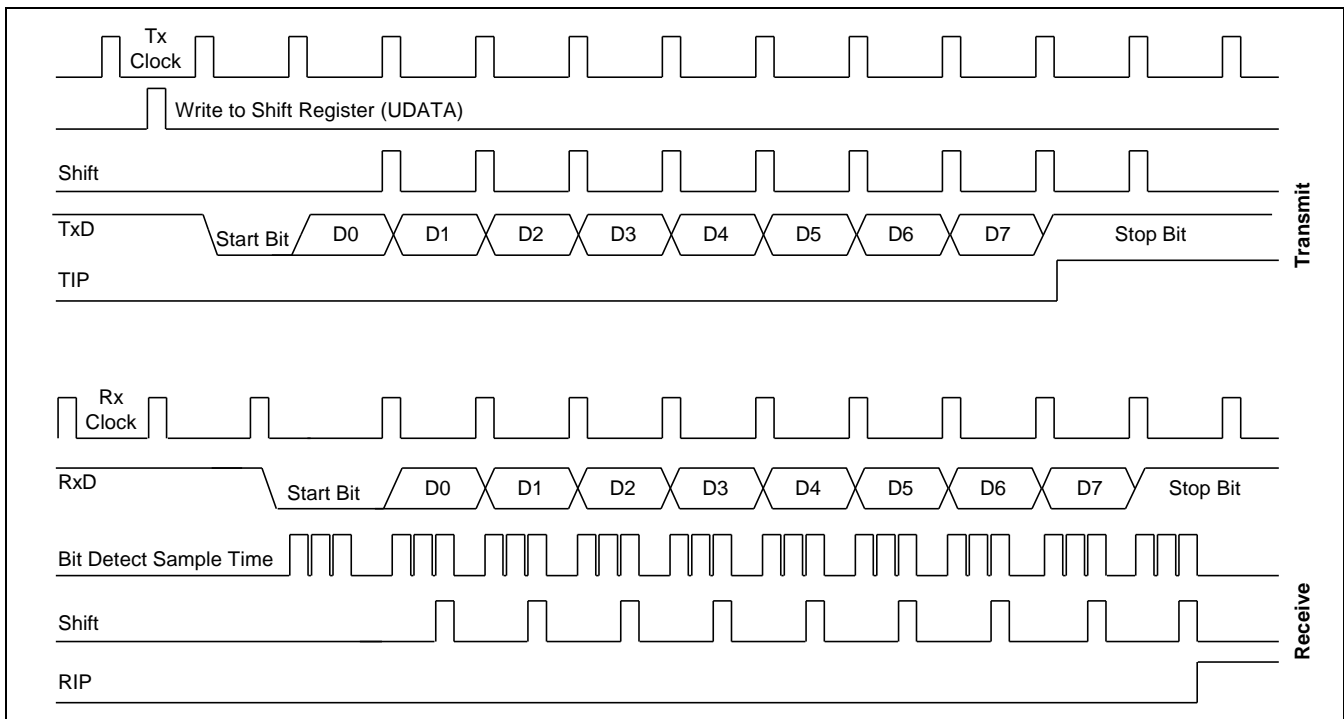 Tx
Clock
Write to Shift Register (UDATA)
Shift
TxD
Start Bit
D0
D1
D2
D3
D4
D5
D6
D7
Stop Bit
TIP
Transmit
Rx
Clock
RxD
Start Bit
D0
D1
D2
D3
D4
D5
D6
D7
Stop Bit
Bit Detect Sample Time
Shift
RIP
Receive